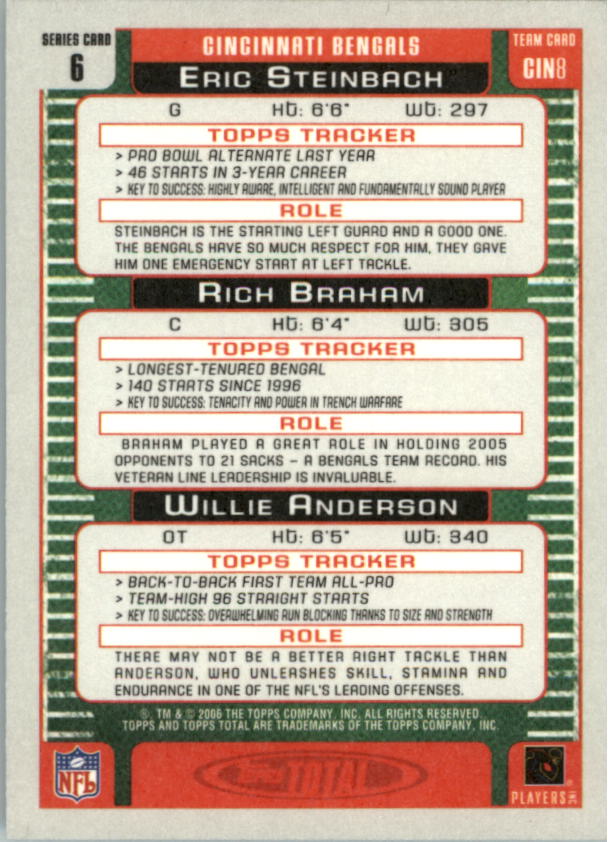 SERIES CARD
6
CINCINNATI BENGALS
TEAM CARD
CIN8
ERIC STEINBACH
G Ht: 6'6" Wt: 297
TOPPS TRACKER
> PRO BOWL ALTERNATE LAST YEAR
> 46 STARTS IN 3-YEAR CAREER
> KEY TO SUCCESS: HIGHLY AWARE, INTELLIGENT AND FUNDAMENTALLY SOUND PLAYER
ROLE
STEINBACH IS THE STARTING LEFT GUARD AND A GOOD ONE.
THE BENGALS HAVE SO MUCH RESPECT FOR HIM, THEY GAVE
HIM ONE EMERGENCY START AT LEFT TACKLE.
RICH BRAHAM
C Ht: 6'4" Wt: 305
TOPPS TRACKER
> LONGEST-TENURED BENGAL
> 140 STARTS SINCE 1996
> KEY TO SUCCESS: TENACITY AND POWER IN TRENCH WARFARE
ROLE
BRAHAM PLAYED A GREAT ROLE IN HOLDING 2005
OPPONENTS TO 21 SACKS – A BENGALS TEAM RECORD. HIS
VETERAN LINE LEADERSHIP IS INVALUABLE.
WILLIE ANDERSON
OT Ht: 6'5" Wt: 340
TOPPS TRACKER
> BACK-TO-BACK FIRST TEAM ALL-PRO
> TEAM-HIGH 96 STRAIGHT STARTS
> KEY TO SUCCESS: OVERWHELMING RUN BLOCKING THANKS TO SIZE AND STRENGTH
ROLE
THERE MAY NOT BE A BETTER RIGHT TACKLE THAN
ANDERSON, WHO UNLEASHES SKILL, STAMINA AND
ENDURANCE IN ONE OF THE NFL'S LEADING OFFENSES.
®, TM & © 2006 THE TOPPS COMPANY, INC. ALL RIGHTS RESERVED.
TOPPS AND TOPPS TOTAL ARE TRADEMARKS OF THE TOPPS COMPANY, INC.
NFL
Topps TOTAL
PLAYERS INC